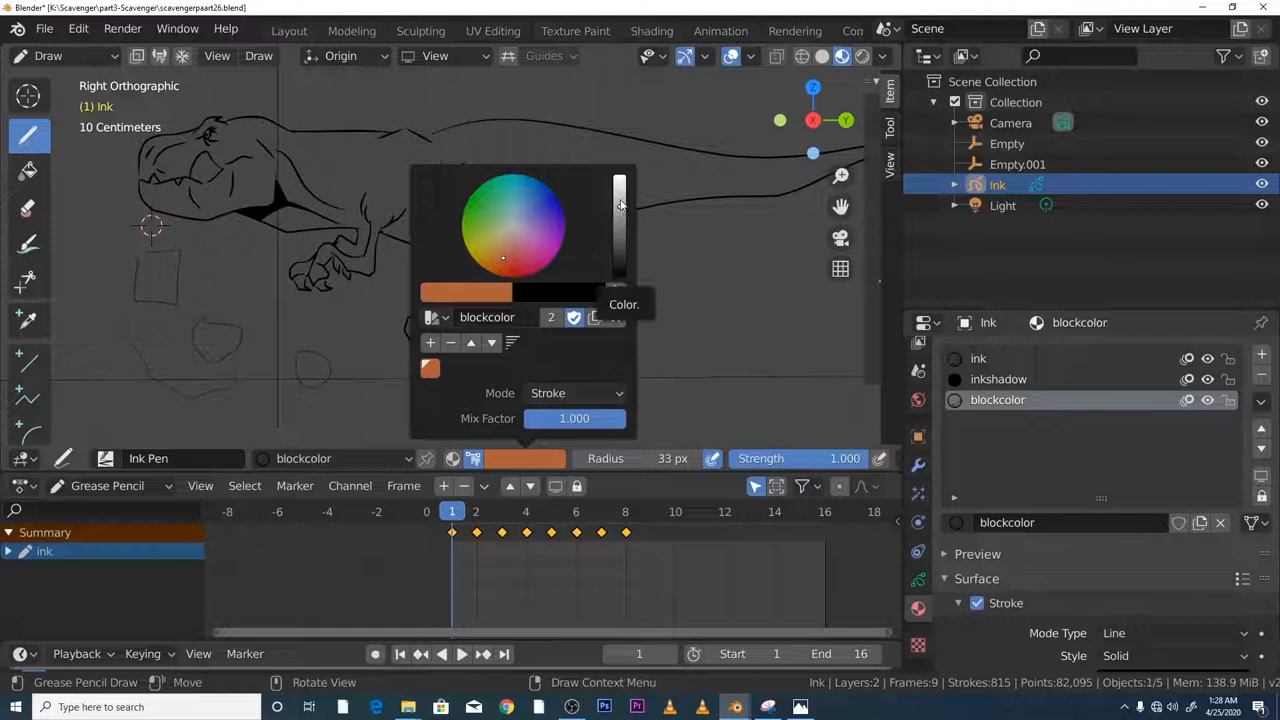 Blender* [K:\Scavenger\part3-Scavenger\scavengerpaart26.blend]
File Edit Render Window Help Layout Modeling Sculpting UV Editing Texture Paint Shading Animation Rendering Scene View Layer
Draw View Draw Origin View Guides
Right Orthographic
(1) Ink
10 Centimeters
Z
X
Y
Item
Tool
View
Scene Collection
Collection
Camera
Empty
Empty.001
Ink
Light
Color.
blockcolor 2
Mode Stroke
Mix Factor 1.000
Ink blockcolor
ink
inkshadow
blockcolor
blockcolor
Preview
Surface
Stroke
Mode Type Line
Style Solid
Ink Pen blockcolor Radius 33 px Strength 1.000
Grease Pencil View Select Marker Channel Frame
-8 -6 -4 -2 0 1 2 4 6 8 10 12 14 16 18
Summary
ink
Playback Keying View Marker 1 Start 1 End 16
Grease Pencil Draw Rotate View Draw Context Menu Ink | Layers:2 | Frames:9 | Strokes:815 | Points:82,095 | Objects:1/5 | Mem: 138.9 MiB | v2
Type here to search
1:28 AM
4/25/2020